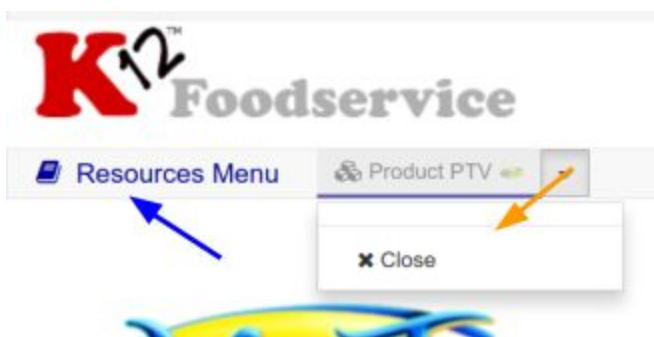 K12™
Foodservice
Resources Menu Product PTV
✖ Close